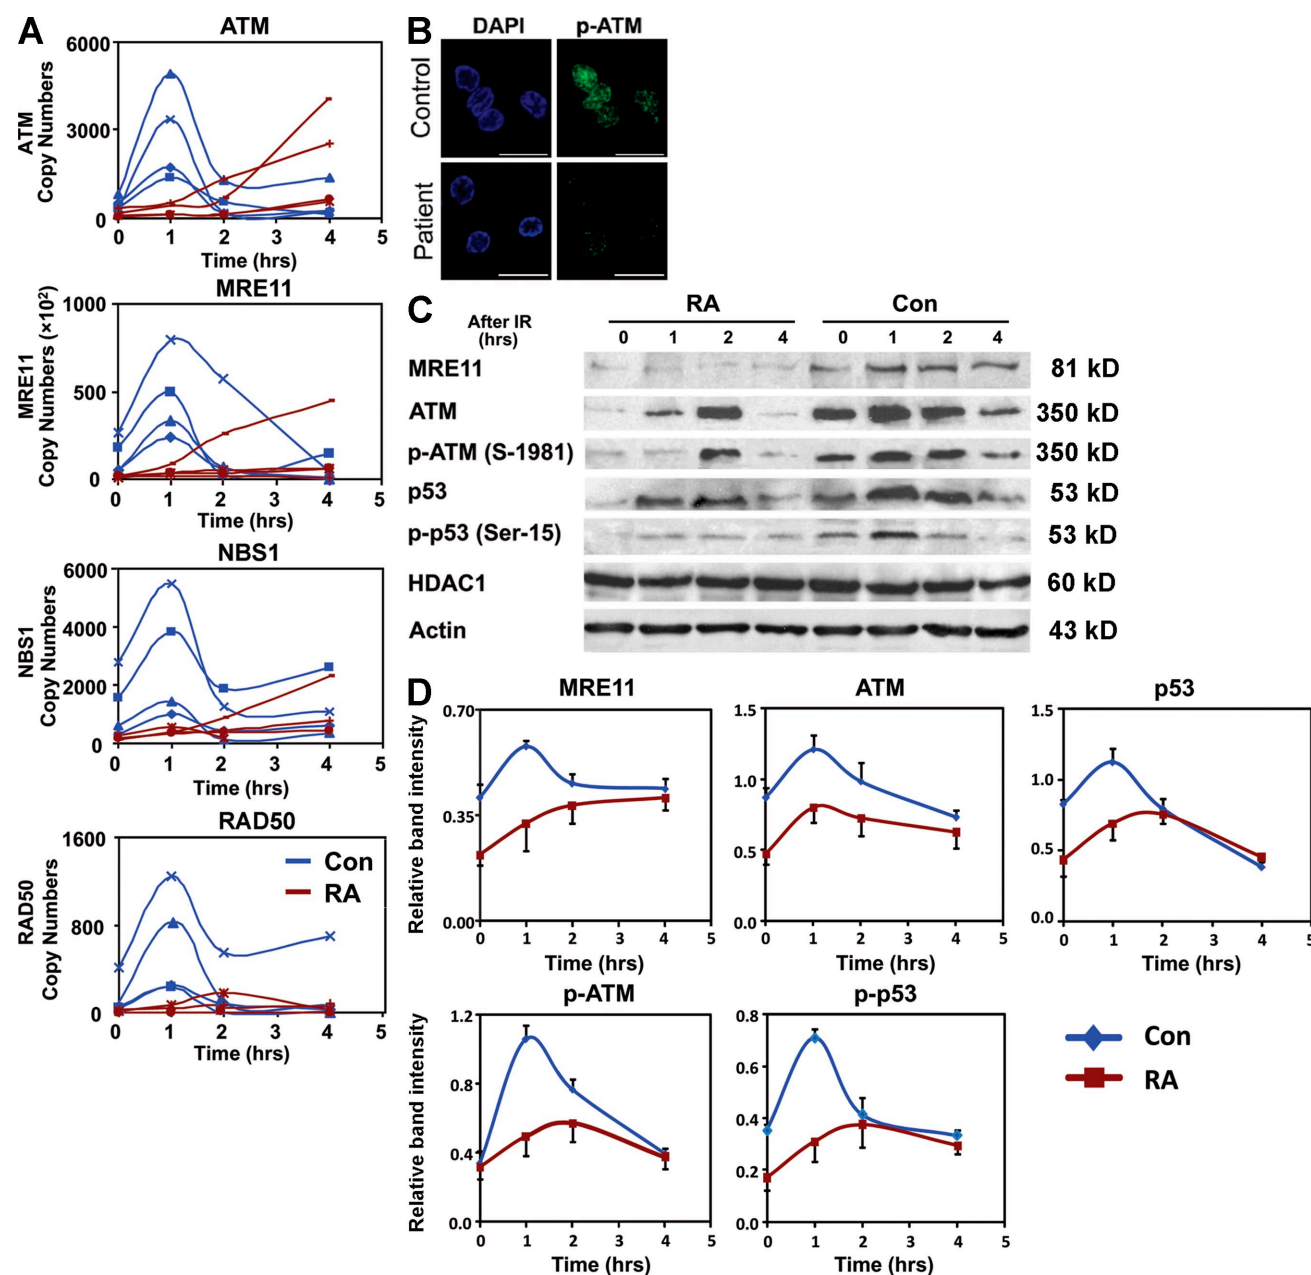 A
ATM
6000
3000
0
ATM
Copy Numbers
0 1 2 3 4 5
Time (hrs)
MRE11
1000
500
0
MRE11
Copy Numbers (×10²)
0 1 2 3 4 5
Time (hrs)
NBS1
6000
4000
2000
0
NBS1
Copy Numbers
0 1 2 3 4 5
Time (hrs)
RAD50
1600
800
0
RAD50
Copy Numbers
Con
RA
0 1 2 3 4 5
Time (hrs)
B
DAPI p-ATM
Control
Patient
C
RA Con
After IR
(hrs)
0 1 2 4 0 1 2 4
MRE11 81 kD
ATM 350 kD
p-ATM (S-1981) 350 kD
p53 53 kD
p-p53 (Ser-15) 53 kD
HDAC1 60 kD
Actin 43 kD
D
MRE11
Relative band intensity
0.70
0.35
0.00
0 1 2 3 4 5
Time (hrs)
ATM
1.5
1.0
0.5
0.0
0 1 2 3 4 5
Time (hrs)
p53
1.5
1.0
0.5
0.0
0 1 2 3 4 5
Time (hrs)
p-ATM
Relative band intensity
1.2
0.8
0.4
0.0
0 1 2 3 4 5
Time (hrs)
p-p53
0.8
0.6
0.4
0.2
0.0
0 1 2 3 4 5
Time (hrs)
Con
RA